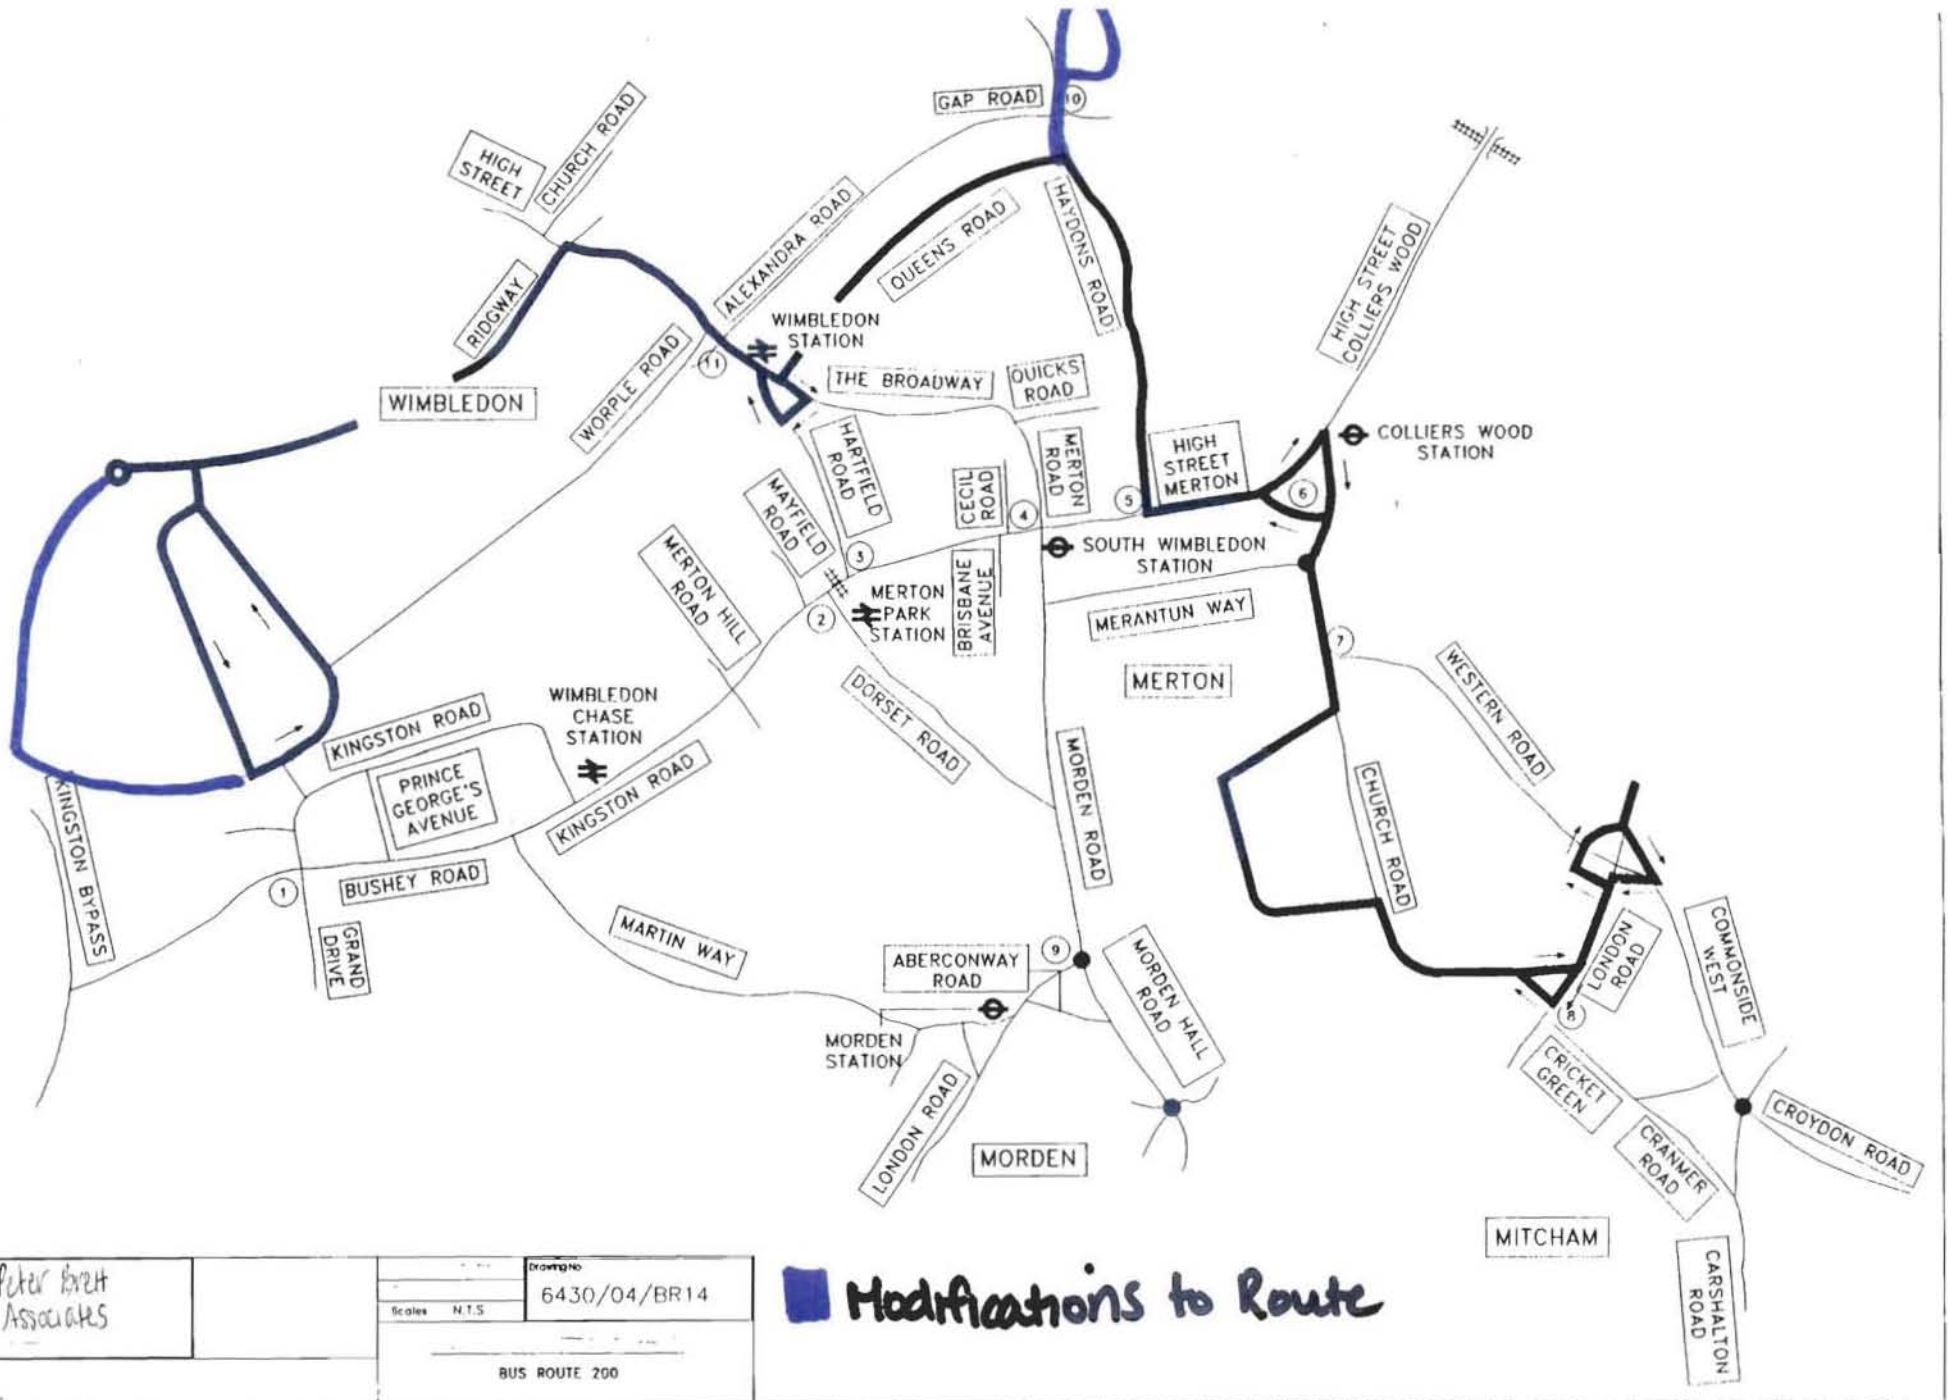 GAP ROAD
10
HIGH
STREET
CHURCH ROAD
ALEXANDRA ROAD
QUEENS ROAD
HAYDONS ROAD
HIGH STREET
COLLIERS WOOD
RIDGWAY
WIMBLEDON
STATION
WORPLE ROAD
11
WIMBLEDON
THE BROADWAY
QUICKS
ROAD
HARTFIELD
ROAD
MERTON
ROAD
HIGH
STREET
MERTON
COLLIERS WOOD
STATION
MAYFIELD
ROAD
CECIL
ROAD
4
5
6
MERTON HILL
ROAD
3
SOUTH WIMBLEDON
STATION
2
MERTON
PARK
STATION
BRISBANE
AVENUE
MERANTUN WAY
7
MERTON
WESTERN ROAD
WIMBLEDON
CHASE
STATION
DORSET ROAD
KINGSTON ROAD
PRINCE
GEORGE'S
AVENUE
KINGSTON ROAD
MORDEN ROAD
CHURCH ROAD
KINGSTON BYPASS
1
BUSHEY ROAD
GRAND
DRIVE
MARTIN WAY
ABERCONWAY
ROAD
9
MORDEN HALL
ROAD
LONDON
ROAD
COMMONSIDE
WEST
8
MORDEN
STATION
LONDON ROAD
CRICKET
GREEN
CROYDON ROAD
MORDEN
CRANMER
ROAD
MITCHAM
CARSHALTON
ROAD
Peter Brett
Associates
Drawing No
6430/04/BR14
Scales N.T.S
BUS ROUTE 200
Modifications to Route